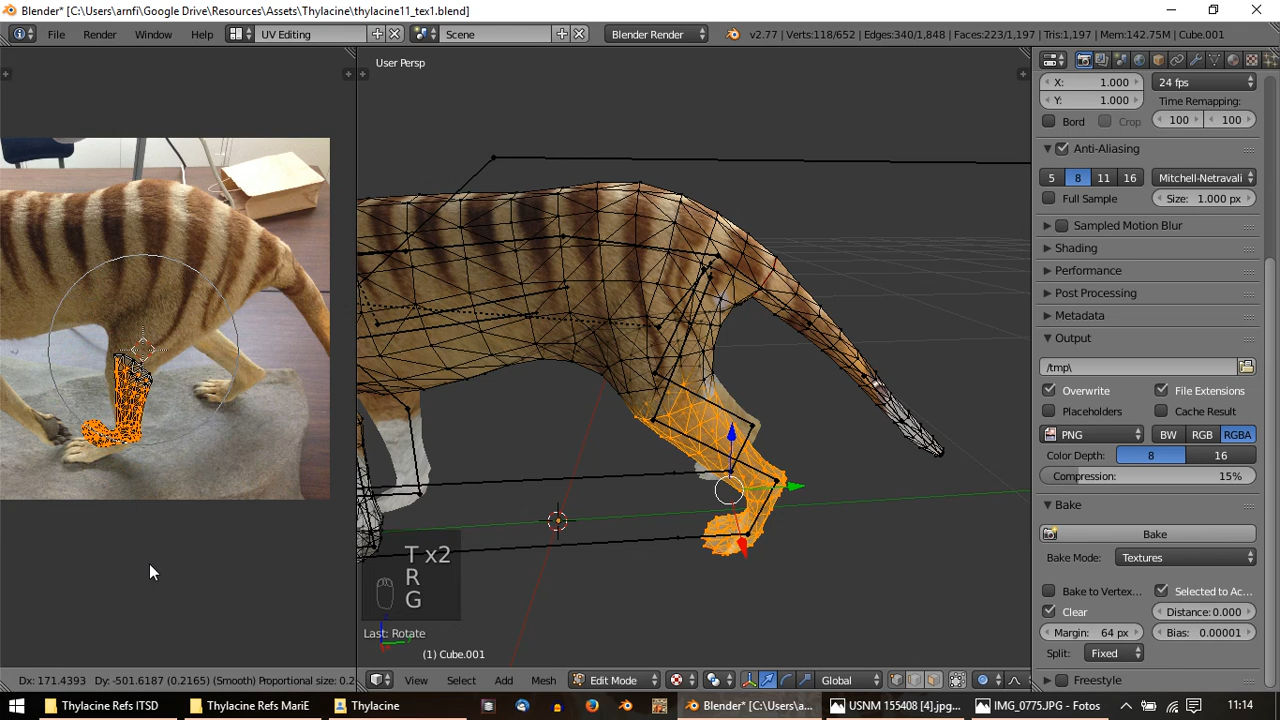 Blender* [C:\Users\arnfi\Google Drive\Resources\Assets\Thylacine\thylacine11_tex1.blend]
File Render Window Help UV Editing Scene Blender Render v2.77 | Verts:118/652 | Edges:340/1,848 | Faces:223/1,197 | Tris:1,197 | Mem:142.75M | Cube.001
User Persp
X: 1.000 24 fps
Y: 1.000 Time Remapping:
Bord Crop 100 100
Anti-Aliasing
5 8 11 16 Mitchell-Netravali
Full Sample Size: 1.000 px
Sampled Motion Blur
Shading
Performance
Post Processing
Metadata
Output
/tmp\
Overwrite File Extensions
Placeholders Cache Result
PNG BW RGB RGBA
Color Depth: 8 16
Compression: 15%
Bake
Bake
Bake Mode: Textures
Bake to Vertex... Selected to Ac...
Clear Distance:0.000
Margin: 64 px Bias: 0.00001
Split: Fixed
Freestyle
T x2
R
G
Last: Rotate
(1) Cube.001
Dx: 171.4393 Dy: -501.6187 (0.2165) (Smooth) Proportional size: 0.2
View Select Add Mesh Edit Mode Global
Thylacine Refs ITSD Thylacine Refs MariE Thylacine Blender* [C:\Users\a... USNM 155408 [4].jpg... IMG_0775.JPG - Fotos 11:14